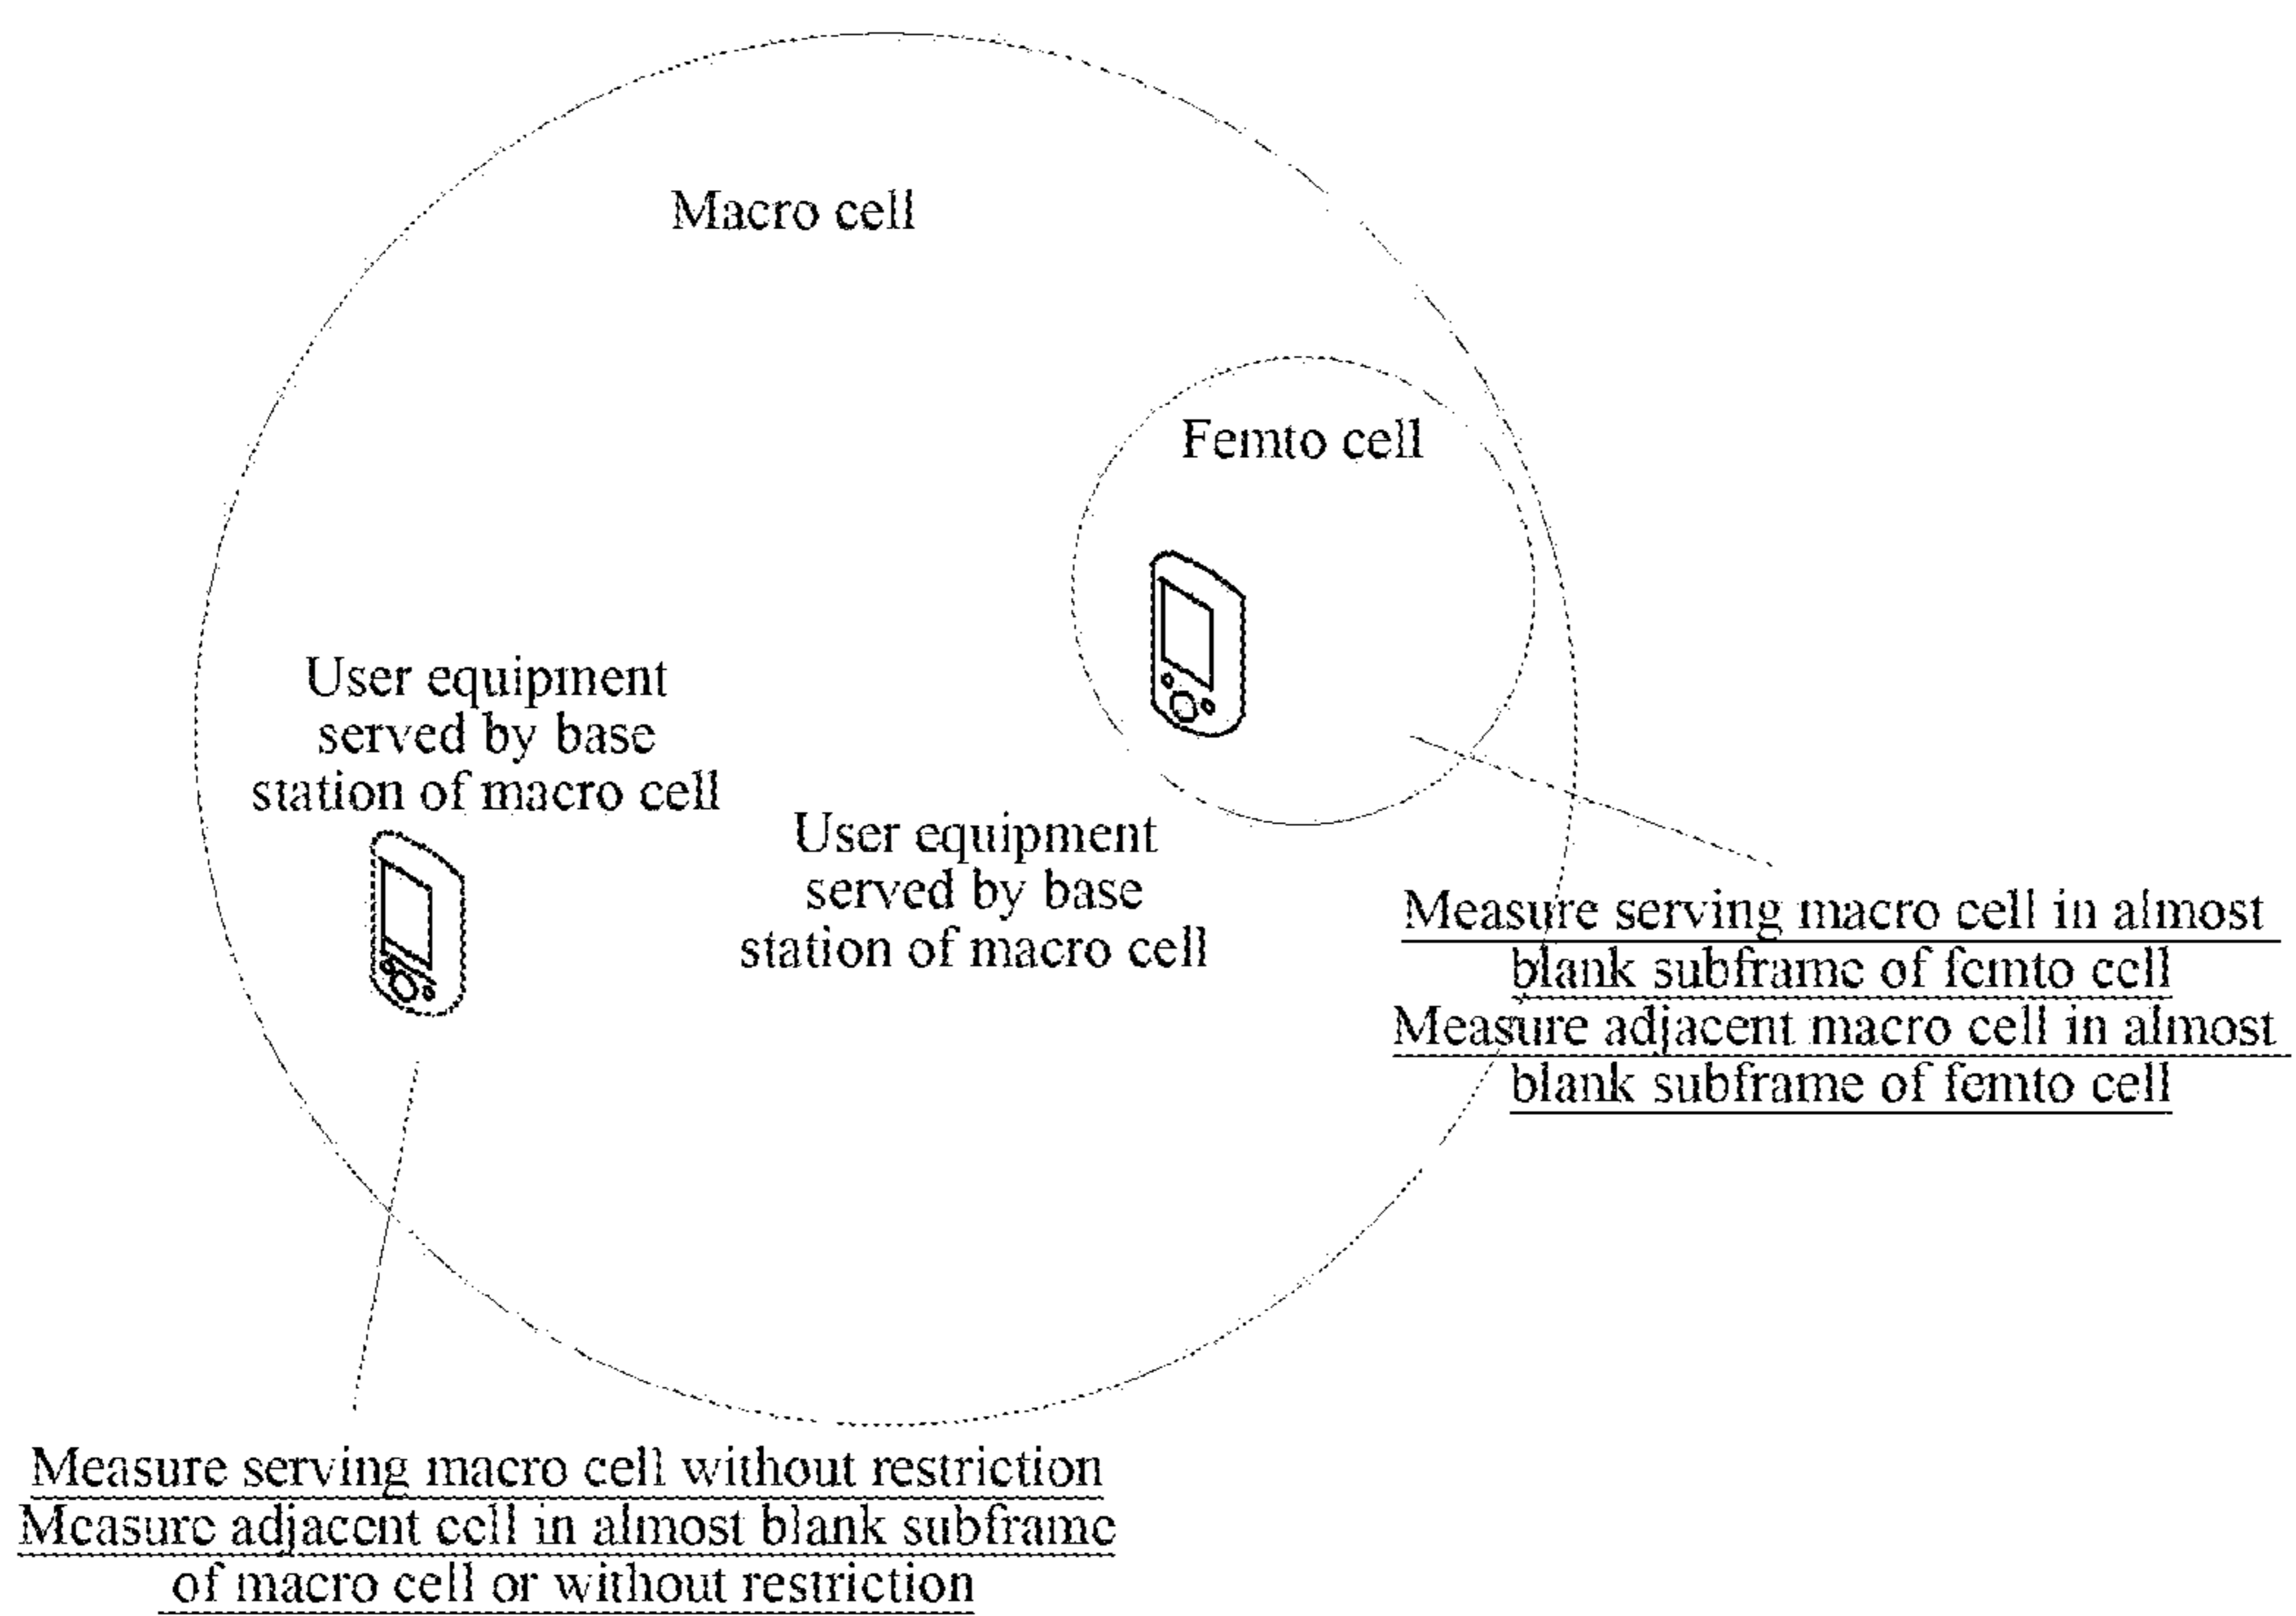 Macro cell
Femto cell
User equipment
served by base
station of macro cell
User equipment
served by base
station of macro cell
Measure serving macro cell in almost
blank subframe of femto cell
Measure adjacent macro cell in almost
blank subframe of femto cell
Measure serving macro cell without restriction
Measure adjacent cell in almost blank subframe
of macro cell or without restriction